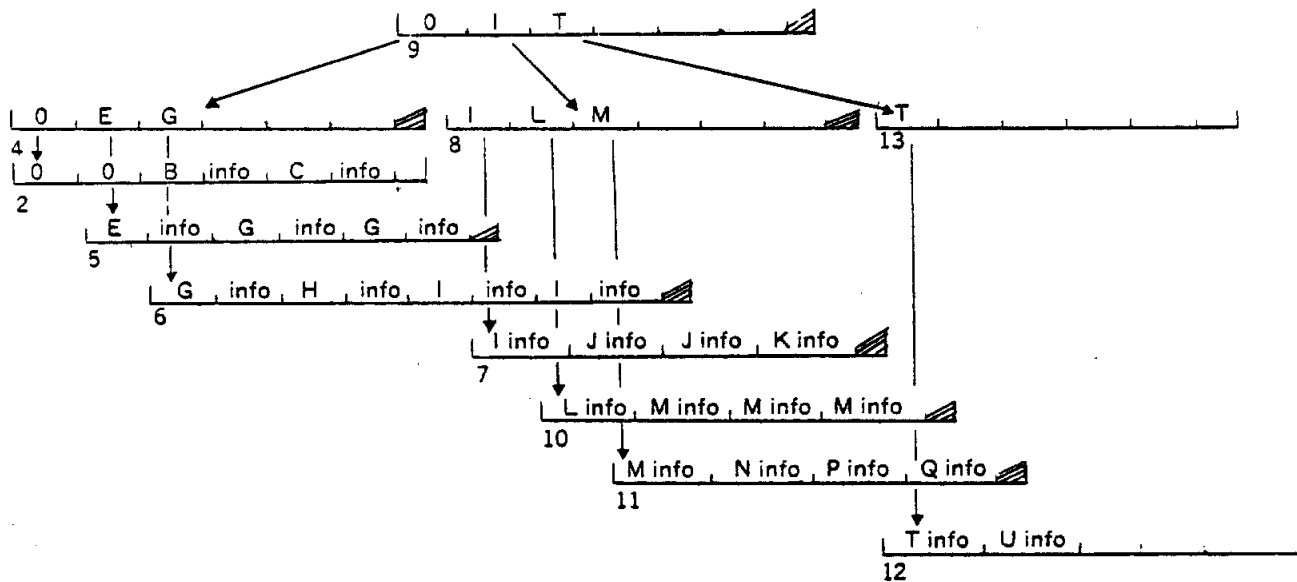 0 I T
9
0 E G I L M T
4 8 13
0 0 B info C info
2
E info G info G info
5
G info H info I info I info
6
I info J info J info K info
7
L info M info M info M info
10
M info N info P info Q info
11
T info U info
12